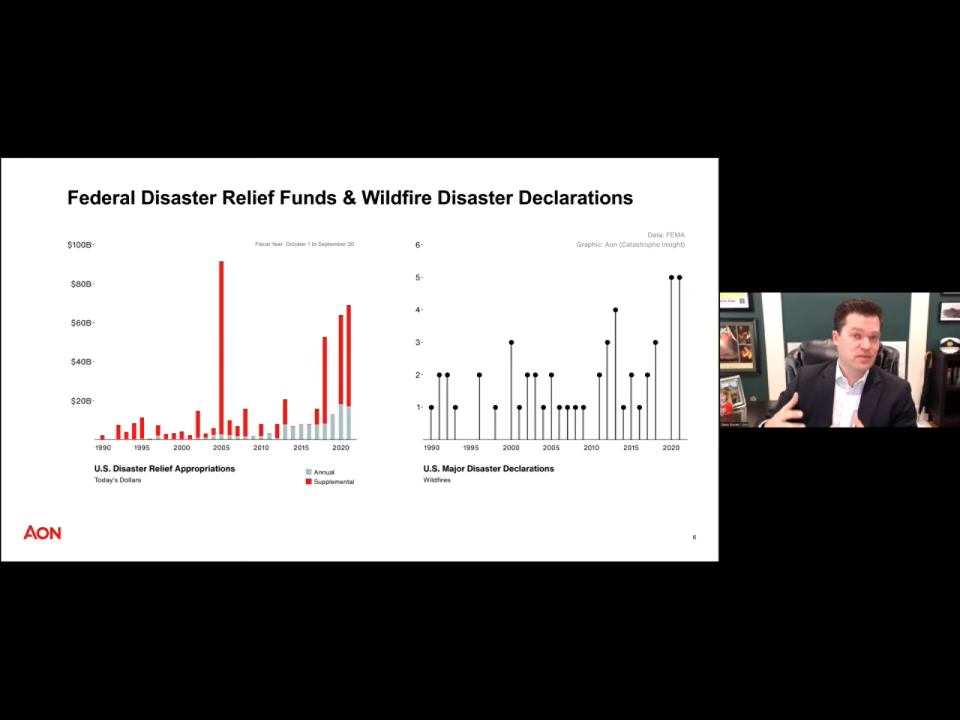 Federal Disaster Relief Funds & Wildfire Disaster Declarations
$100B
$80B
$60B
$40B
$20B
Fiscal Year: October 1 to September 20
1990 1995 2000 2005 2010 2015 2020
U.S. Disaster Relief Appropriations
Today's Dollars
Annual
Supplemental
Data: FEMA
Graphic: Aon (Catastrophe Insight)
6
5
4
3
2
1
1990 1995 2000 2005 2010 2015 2020
U.S. Major Disaster Declarations
Wildfires
AON
6